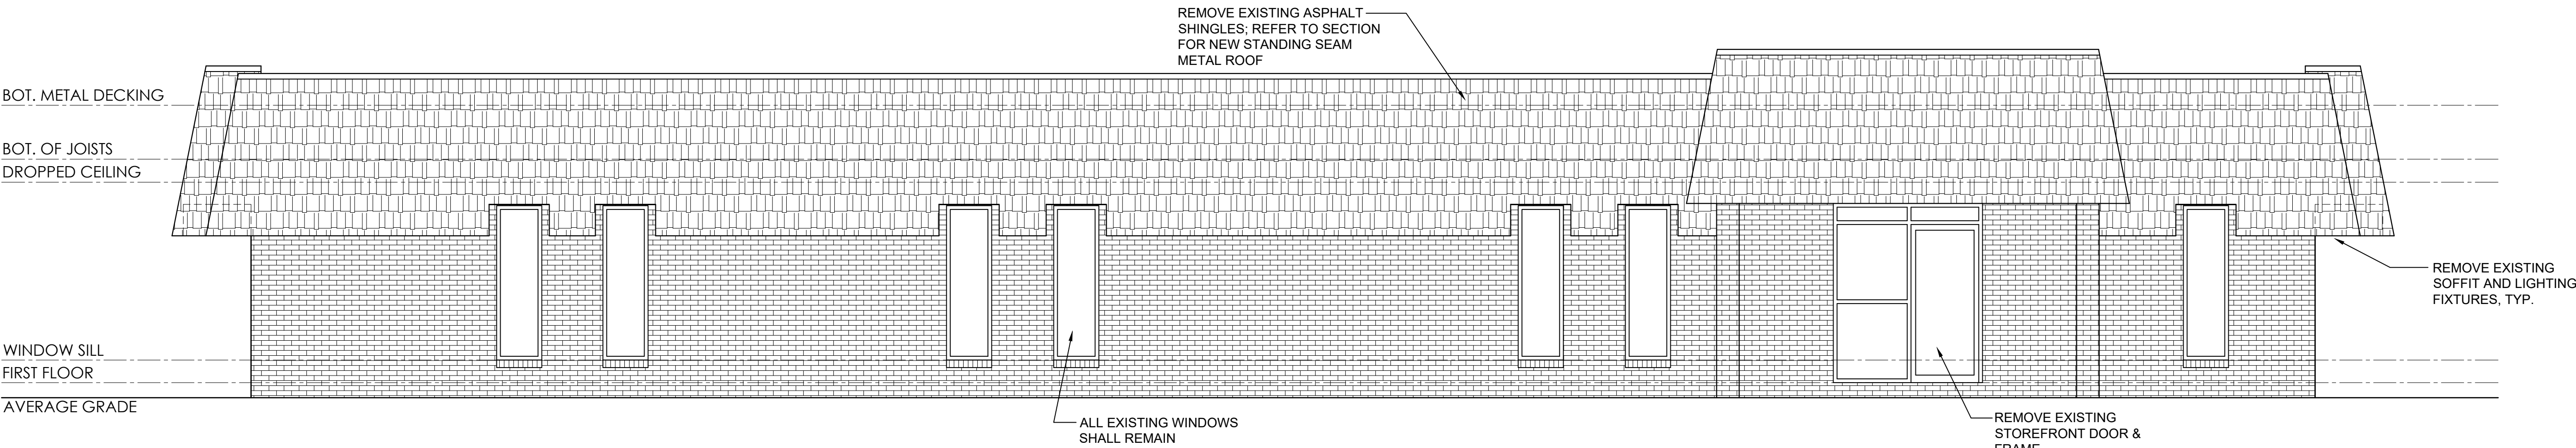 REMOVE EXISTING ASPHALT
SHINGLES; REFER TO SECTION
FOR NEW STANDING SEAM
METAL ROOF
BOT. METAL DECKING
BOT. OF JOISTS
DROPPED CEILING
REMOVE EXISTING
SOFFIT AND LIGHTING
FIXTURES, TYP.
WINDOW SILL
FIRST FLOOR
AVERAGE GRADE
ALL EXISTING WINDOWS
SHALL REMAIN
REMOVE EXISTING
STOREFRONT DOOR &
FRAME